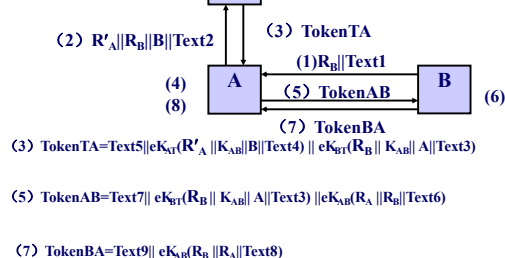 （2）R′A||RB||B||Text2
（3）TokenTA
(1)RB||Text1
A
B
(4)
(8)
（5）TokenAB
(6)
（7）TokenBA
（3）TokenTA=Text5||eKAT(R′A ||KAB||B||Text4) || eKBT(RB || KAB|| A||Text3)
（5）TokenAB=Text7|| eKBT(RB || KAB|| A||Text3) ||eKAB(RA ||RB||Text6)
（7）TokenBA=Text9|| eKAB(RB ||RA||Text8)